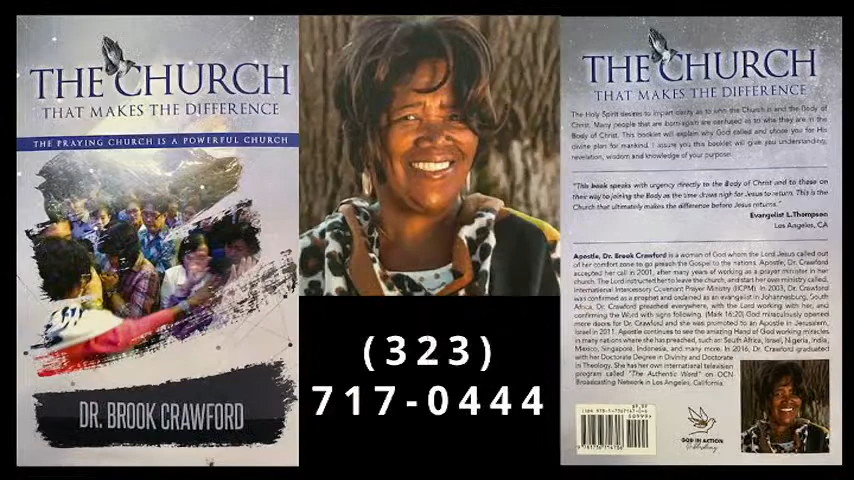 THE CHURCH
THAT MAKES THE DIFFERENCE
THE PRAYING CHURCH IS A POWERFUL CHURCH
DR. BROOK CRAWFORD
(323)
717-0444
THE CHURCH
THAT MAKES THE DIFFERENCE
The Holy Spirit desires to impart clarity as to who the Church is and the Body of
Christ. Many people that are born again are confused as to who they are in the
Body of Christ. This booklet will explain why God called and chose you for His
divine plan for mankind. I assure you this booklet will give you understanding,
revelation, wisdom and knowledge of your purpose.
"This book speaks with urgency directly to the Body of Christ and to those on
their way to joining the Body as the time draws nigh for Jesus to return. This is the
Church that ultimately makes the difference before Jesus returns."
Evangelist L.Thompson
Los Angeles, CA
Apostle, Dr. Brook Crawford is a woman of God whom the Lord Jesus called out
of her comfort zone to go preach the Gospel to the nations. Apostle, Dr. Crawford
accepted her call in 2001, after many years of working as a prayer minister in her
church. The Lord instructed her to leave the church, and start her own ministry called,
International Intercessory Covenant Prayer Ministry (IICPM). In 2003, Dr. Crawford
was confirmed as a prophet and ordained as an evangelist in Johannesburg, South
Africa. Dr. Crawford preached everywhere, with the Lord working with her, and
confirming the Word with signs following. (Mark 16:20) God miraculously opened
more doors for Dr. Crawford and she was promoted to an Apostle in Jerusalem,
Israel in 2011. Apostle continues to see the amazing Hand of God working miracles
in many nations where she has preached, such as: South Africa, Israel, Nigeria, India,
Mexico, Singapore, Indonesia, and many more. In 2016, Dr. Crawford graduated
with her Doctorate Degree in Divinity and Doctorate
in Theology. She has her own international television
program called "The Authentic Word" on OCN
Broadcasting Network in Los Angeles, California.
GOD IN ACTION
Publishing